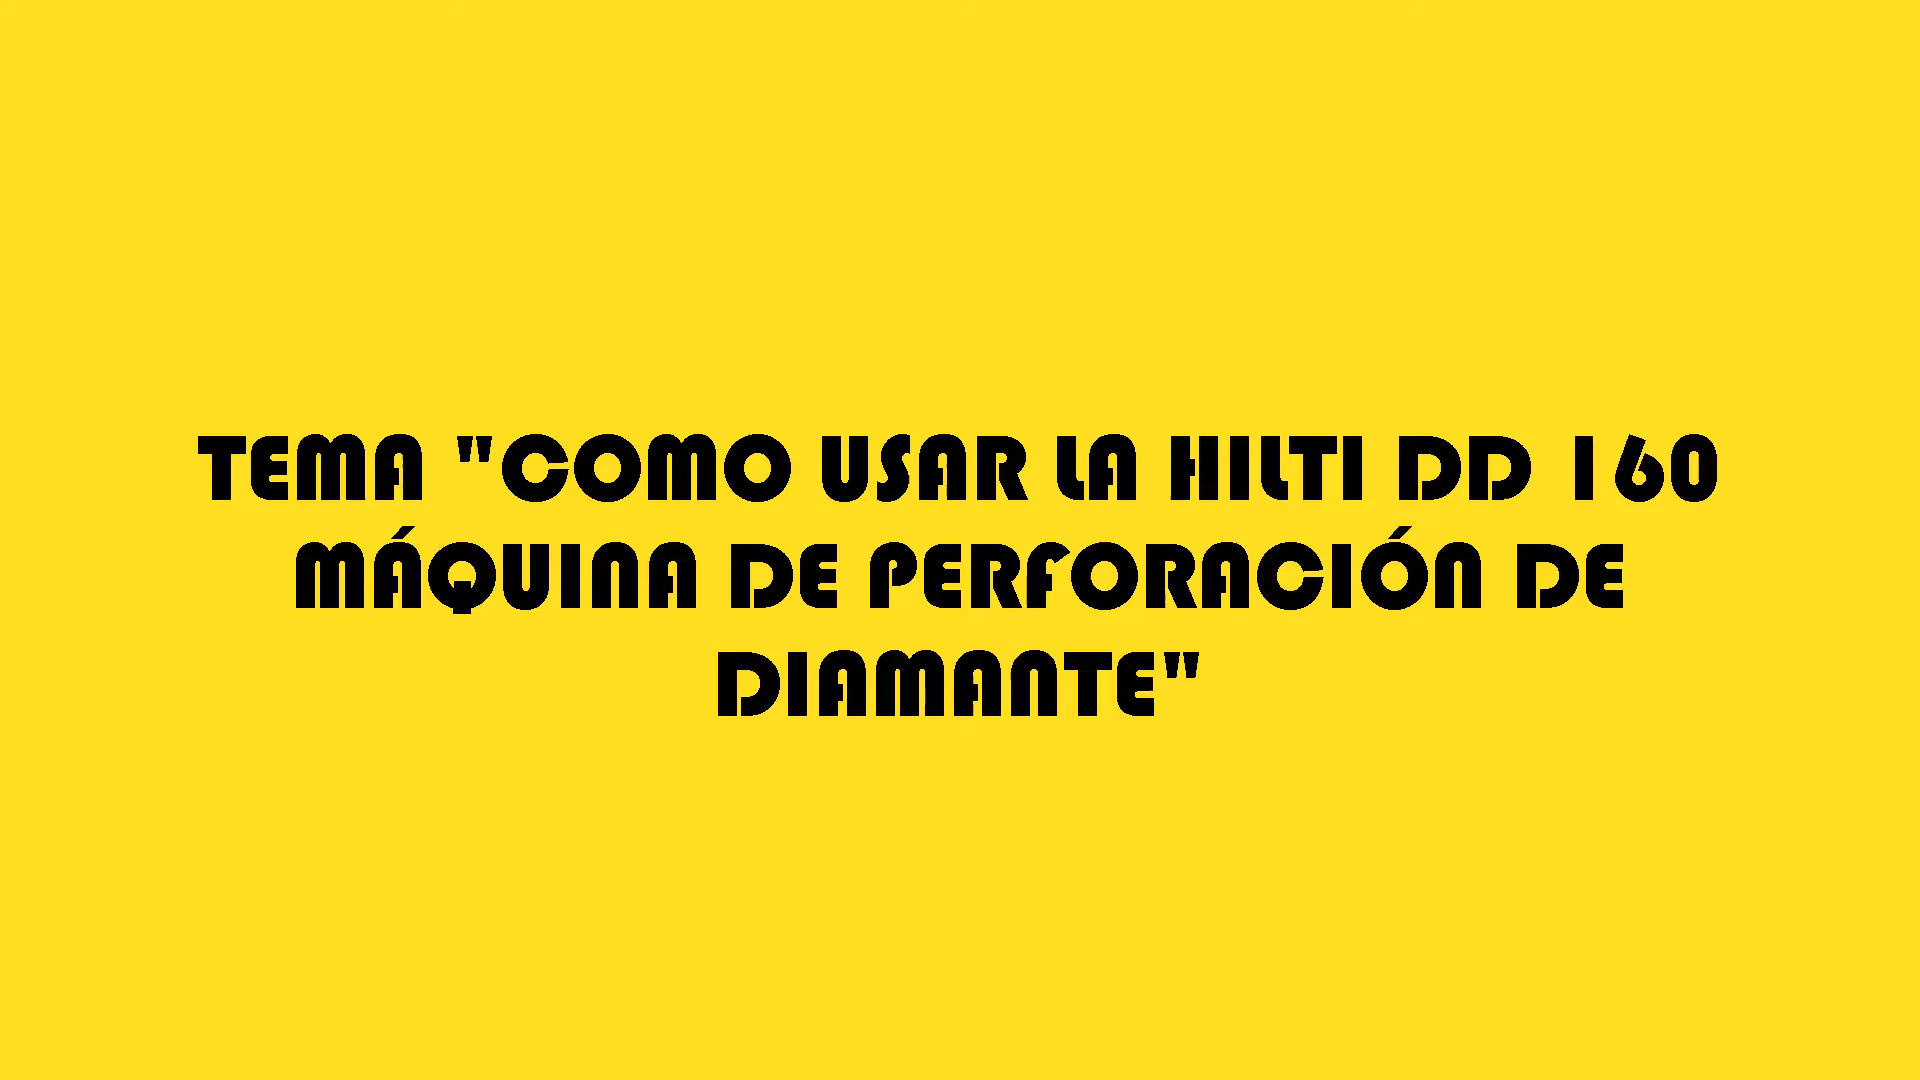 TEMA "COMO USAR LA HILTI DD 160
MÁQUINA DE PERFORACIÓN DE
DIAMANTE"